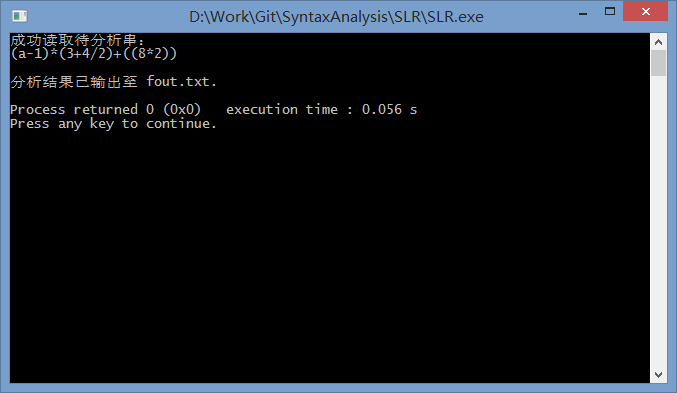 D:\Work\Git\SyntaxAnalysis\SLR\SLR.exe
成功读取待分析串:
(a-1)*(3+4/2)+((8*2))
分析结果已输出至 fout.txt.
Process returned 0 (0x0)   execution time : 0.056 s
Press any key to continue.